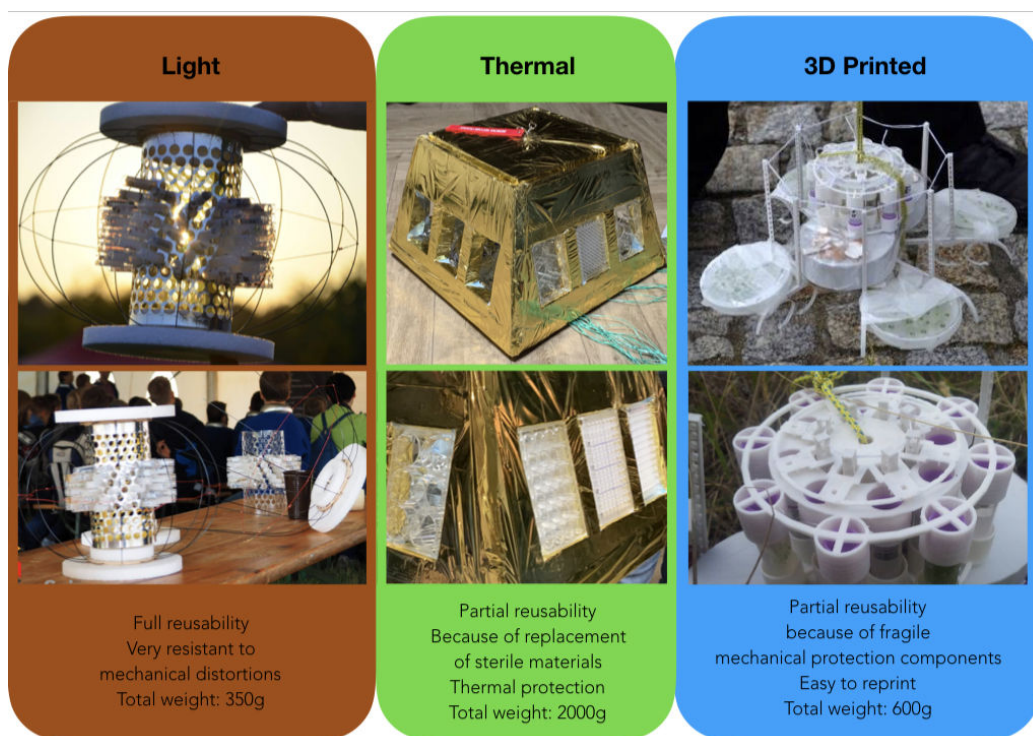 Light
Thermal
3D Printed
Full reusability
Very resistant to
mechanical distortions
Total weight: 350g
Partial reusability
Because of replacement
of sterile materials
Thermal protection
Total weight: 2000g
Partial reusability
because of fragile
mechanical protection components
Easy to reprint
Total weight: 600g